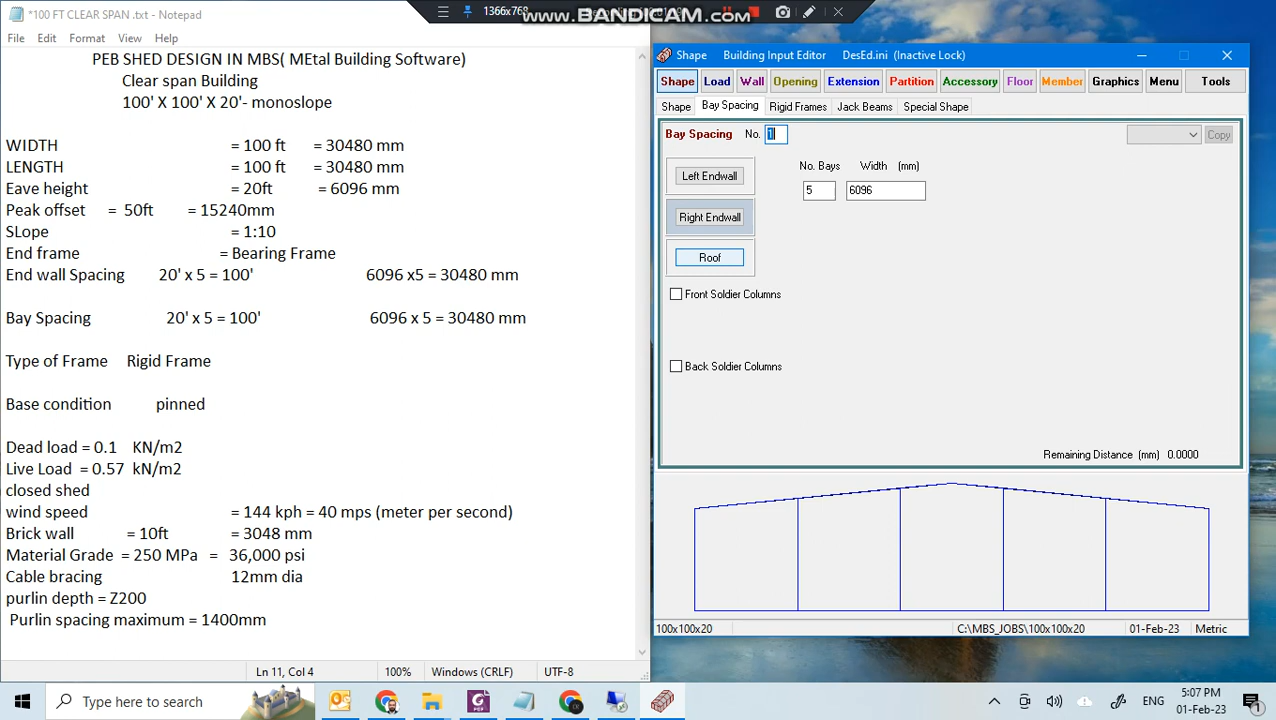 *100 FT CLEAR SPAN .txt - Notepad
1366x768
www.BANDICAM.com
File Edit Format View Help
PEB SHED DESIGN IN MBS( MEtal Building Software)
Clear span Building
100' X 100' X 20'- monoslope
WIDTH = 100 ft = 30480 mm
LENGTH = 100 ft = 30480 mm
Eave height = 20ft = 6096 mm
Peak offset = 50ft = 15240mm
SLope = 1:10
End frame = Bearing Frame
End wall Spacing 20' x 5 = 100' 6096 x5 = 30480 mm
Bay Spacing 20' x 5 = 100' 6096 x 5 = 30480 mm
Type of Frame Rigid Frame
Base condition pinned
Dead load = 0.1 KN/m2
Live Load = 0.57 kN/m2
closed shed
wind speed = 144 kph = 40 mps (meter per second)
Brick wall = 10ft = 3048 mm
Material Grade = 250 MPa = 36,000 psi
Cable bracing 12mm dia
purlin depth = Z200
Purlin spacing maximum = 1400mm
Ln 11, Col 4 100% Windows (CRLF) UTF-8
Shape Building Input Editor DesEd.ini (Inactive Lock)
Shape Load Wall Opening Extension Partition Accessory Floor Member Graphics Menu Tools
Shape Bay Spacing Rigid Frames Jack Beams Special Shape
Bay Spacing No. 1 Copy
No. Bays Width (mm)
Left Endwall
5 6096
Right Endwall
Roof
Front Soldier Columns
Back Soldier Columns
Remaining Distance (mm) 0.0000
100x100x20 C:\MBS_JOBS\100x100x20 01-Feb-23 Metric
Type here to search
ENG
5:07 PM
01-Feb-23
1